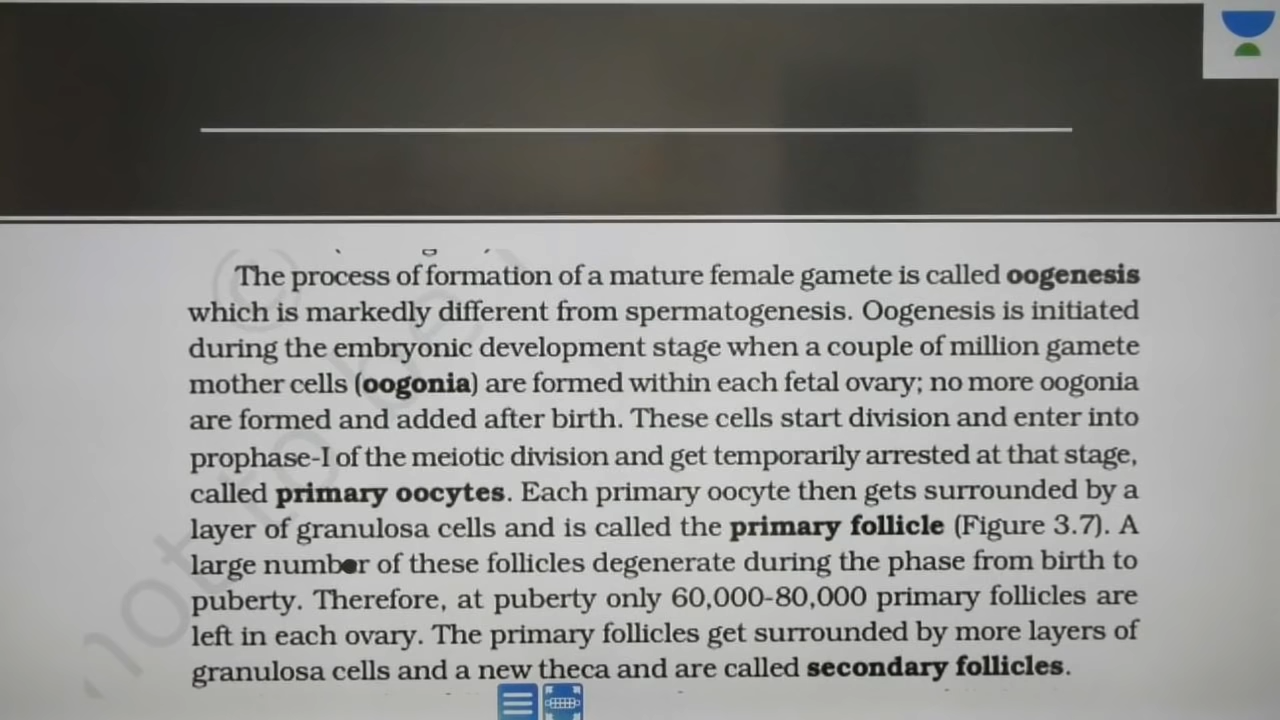 The process of formation of a mature female gamete is called oogenesis
which is markedly different from spermatogenesis. Oogenesis is initiated
during the embryonic development stage when a couple of million gamete
mother cells (oogonia) are formed within each fetal ovary; no more oogonia
are formed and added after birth. These cells start division and enter into
prophase-I of the meiotic division and get temporarily arrested at that stage,
called primary oocytes. Each primary oocyte then gets surrounded by a
layer of granulosa cells and is called the primary follicle (Figure 3.7). A
large number of these follicles degenerate during the phase from birth to
puberty. Therefore, at puberty only 60,000-80,000 primary follicles are
left in each ovary. The primary follicles get surrounded by more layers of
granulosa cells and a new theca and are called secondary follicles.
© 
not to be